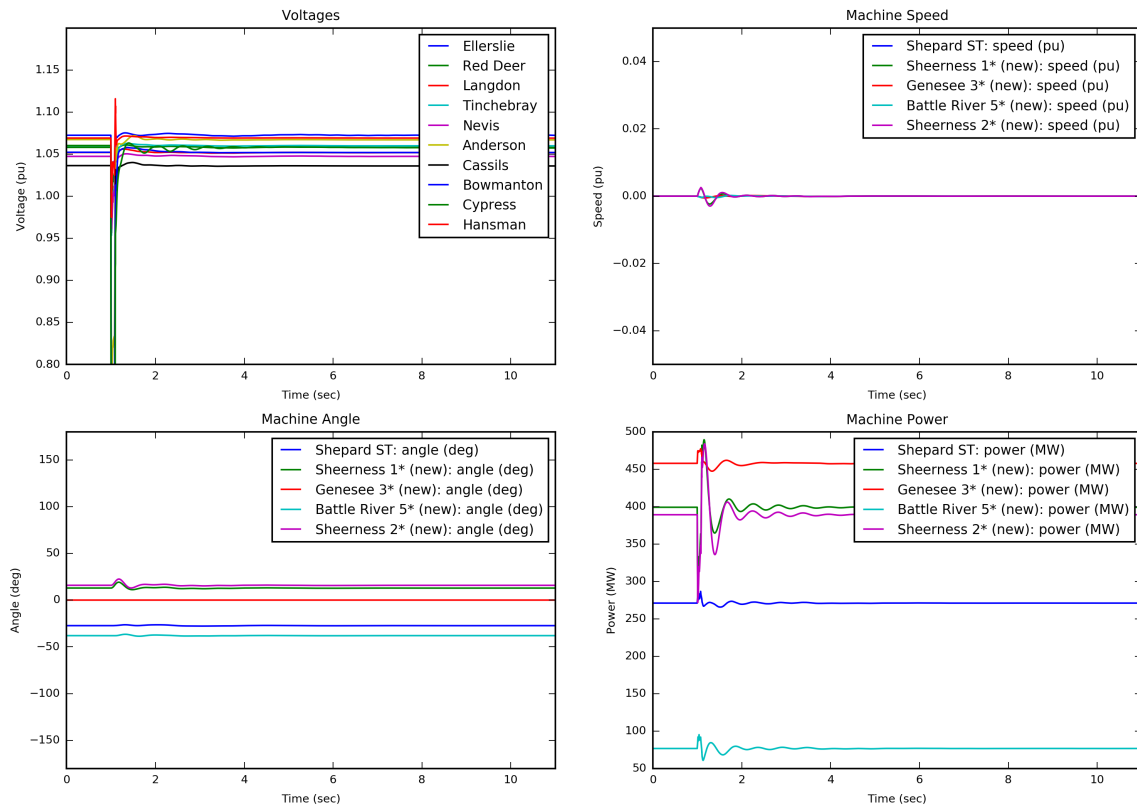 Voltages
Voltage (pu)
1.15
1.10
1.05
1.00
0.95
0.90
0.85
0.80
0
2
4
6
8
10
Time (sec)
Ellerslie
Red Deer
Langdon
Tinchebray
Nevis
Anderson
Cassils
Bowmanton
Cypress
Hansman
Machine Speed
Speed (pu)
0.04
0.02
0.00
−0.02
−0.04
0
2
4
6
8
10
Time (sec)
Shepard ST: speed (pu)
Sheerness 1* (new): speed (pu)
Genesee 3* (new): speed (pu)
Battle River 5* (new): speed (pu)
Sheerness 2* (new): speed (pu)
Machine Angle
Angle (deg)
150
100
50
0
−50
−100
−150
0
2
4
6
8
10
Time (sec)
Shepard ST: angle (deg)
Sheerness 1* (new): angle (deg)
Genesee 3* (new): angle (deg)
Battle River 5* (new): angle (deg)
Sheerness 2* (new): angle (deg)
Machine Power
Power (MW)
500
450
400
350
300
250
200
150
100
50
0
2
4
6
8
10
Time (sec)
Shepard ST: power (MW)
Sheerness 1* (new): power (MW)
Genesee 3* (new): power (MW)
Battle River 5* (new): power (MW)
Sheerness 2* (new): power (MW)